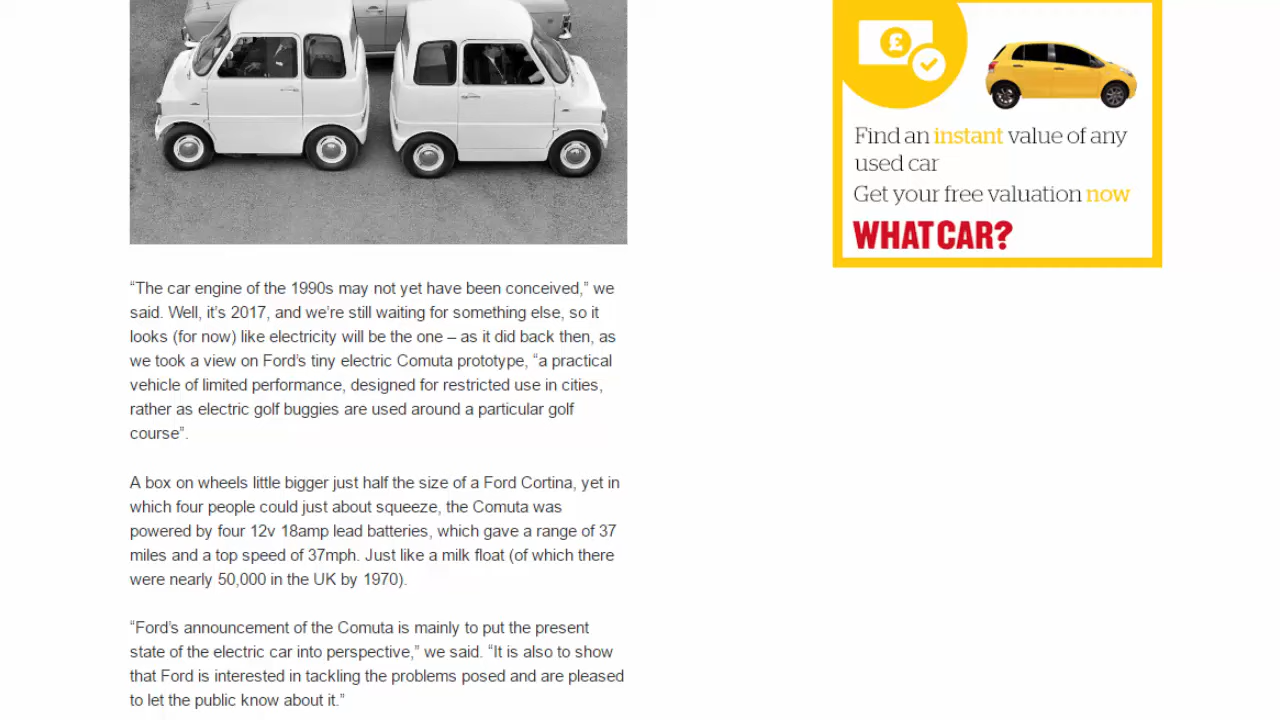 “The car engine of the 1990s may not yet have been conceived,” we
said. Well, it’s 2017, and we’re still waiting for something else, so it
looks (for now) like electricity will be the one – as it did back then, as
we took a view on Ford’s tiny electric Comuta prototype, “a practical
vehicle of limited performance, designed for restricted use in cities,
rather as electric golf buggies are used around a particular golf
course”.
A box on wheels little bigger just half the size of a Ford Cortina, yet in
which four people could just about squeeze, the Comuta was
powered by four 12v 18amp lead batteries, which gave a range of 37
miles and a top speed of 37mph. Just like a milk float (of which there
were nearly 50,000 in the UK by 1970).
“Ford’s announcement of the Comuta is mainly to put the present
state of the electric car into perspective,” we said. “It is also to show
that Ford is interested in tackling the problems posed and are pleased
to let the public know about it.”
£
Find an instant value of any
used car
Get your free valuation now
WHAT CAR?